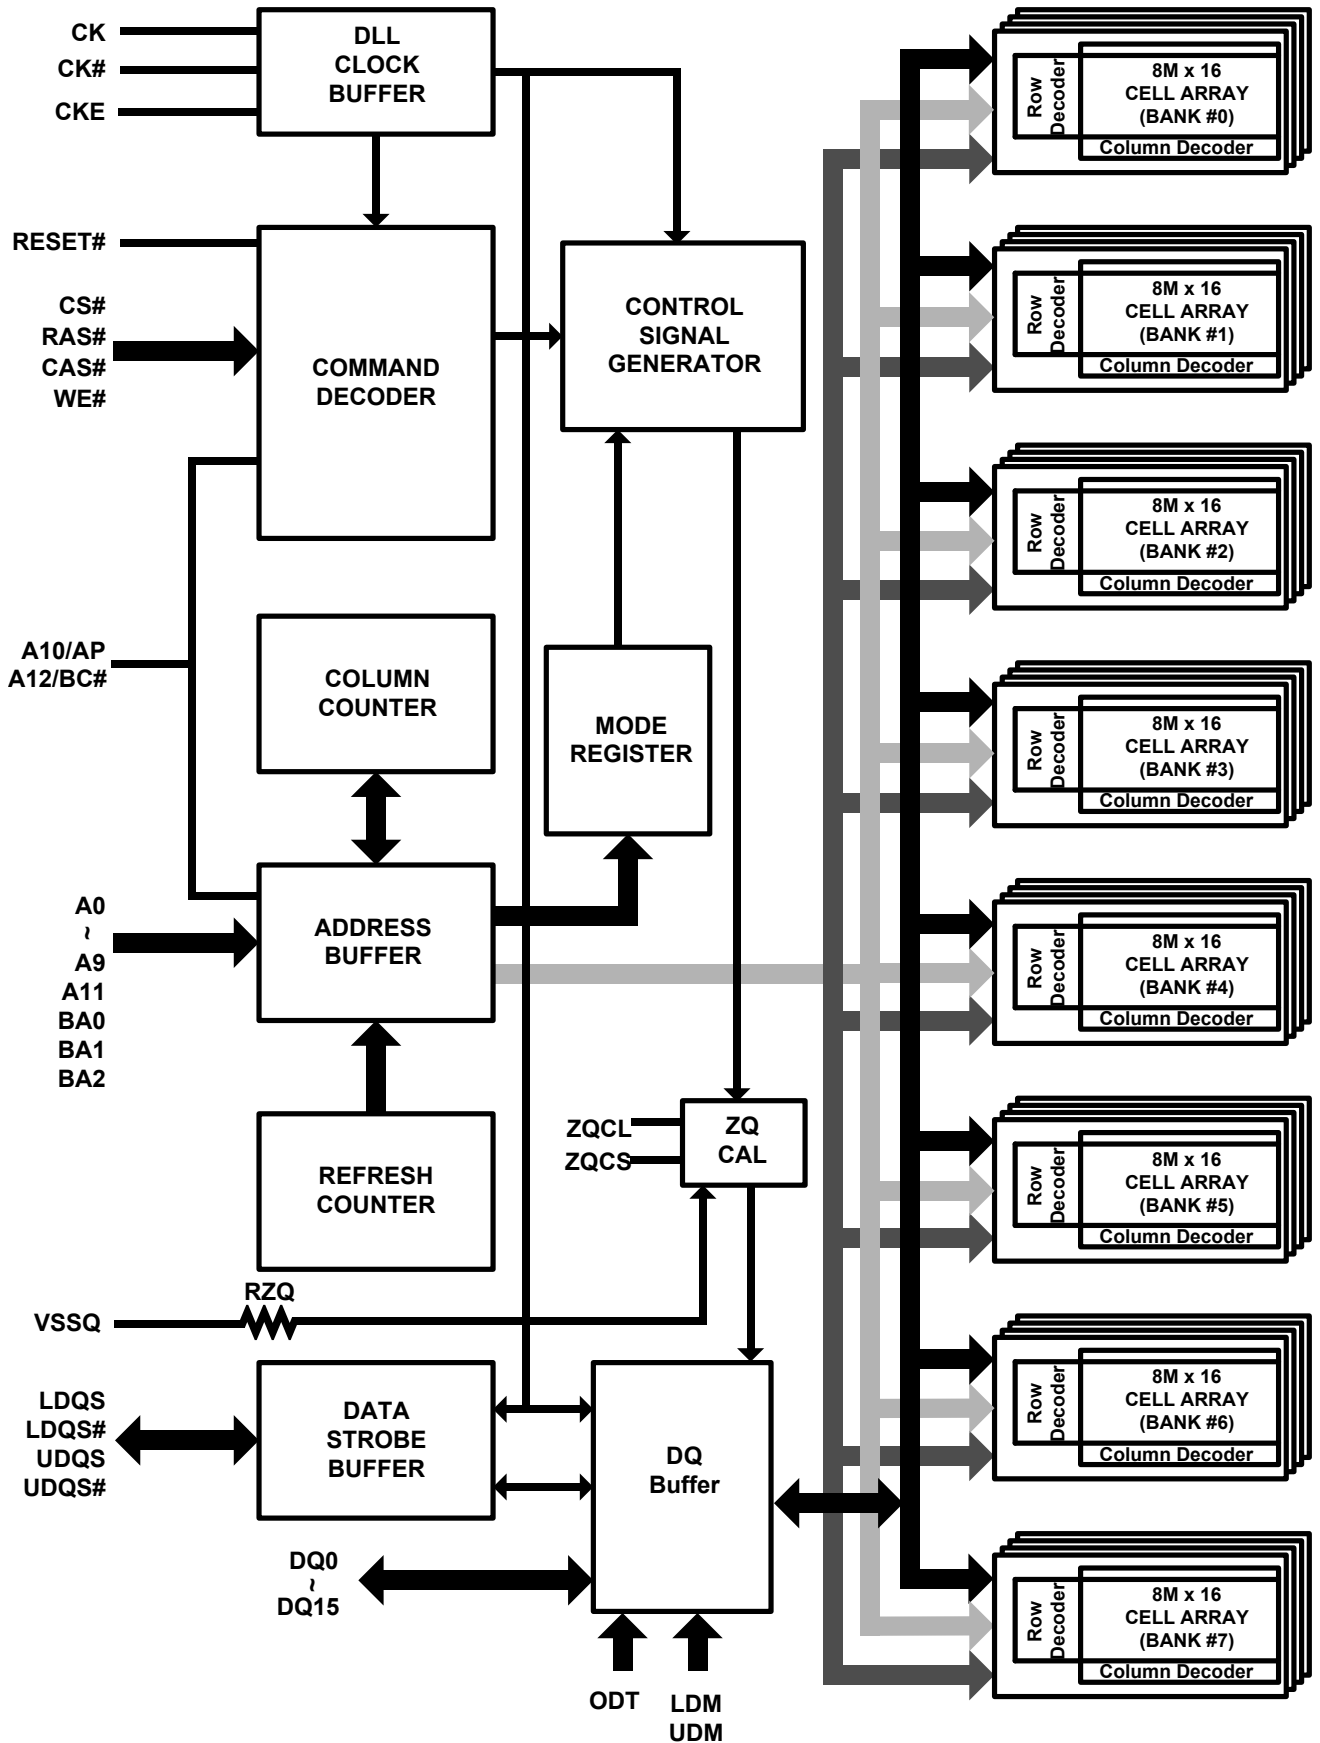 CK
CK#
CKE
DLL
CLOCK
BUFFER
RESET#
CS#
RAS#
CAS#
WE#
COMMAND
DECODER
CONTROL
SIGNAL
GENERATOR
A10/AP
A12/BC#
COLUMN
COUNTER
MODE
REGISTER
A0
~
A9
A11
BA0
BA1
BA2
ADDRESS
BUFFER
REFRESH
COUNTER
ZQCL
ZQCS
ZQ
CAL
RZQ
VSSQ
LDQS
LDQS#
UDQS
UDQS#
DATA
STROBE
BUFFER
DQ
Buffer
DQ0
~
DQ15
ODT
LDM
UDM
Row
Decoder
8M x 16
CELL ARRAY
(BANK #0)
Column Decoder
Row
Decoder
8M x 16
CELL ARRAY
(BANK #1)
Column Decoder
Row
Decoder
8M x 16
CELL ARRAY
(BANK #2)
Column Decoder
Row
Decoder
8M x 16
CELL ARRAY
(BANK #3)
Column Decoder
Row
Decoder
8M x 16
CELL ARRAY
(BANK #4)
Column Decoder
Row
Decoder
8M x 16
CELL ARRAY
(BANK #5)
Column Decoder
Row
Decoder
8M x 16
CELL ARRAY
(BANK #6)
Column Decoder
Row
Decoder
8M x 16
CELL ARRAY
(BANK #7)
Column Decoder